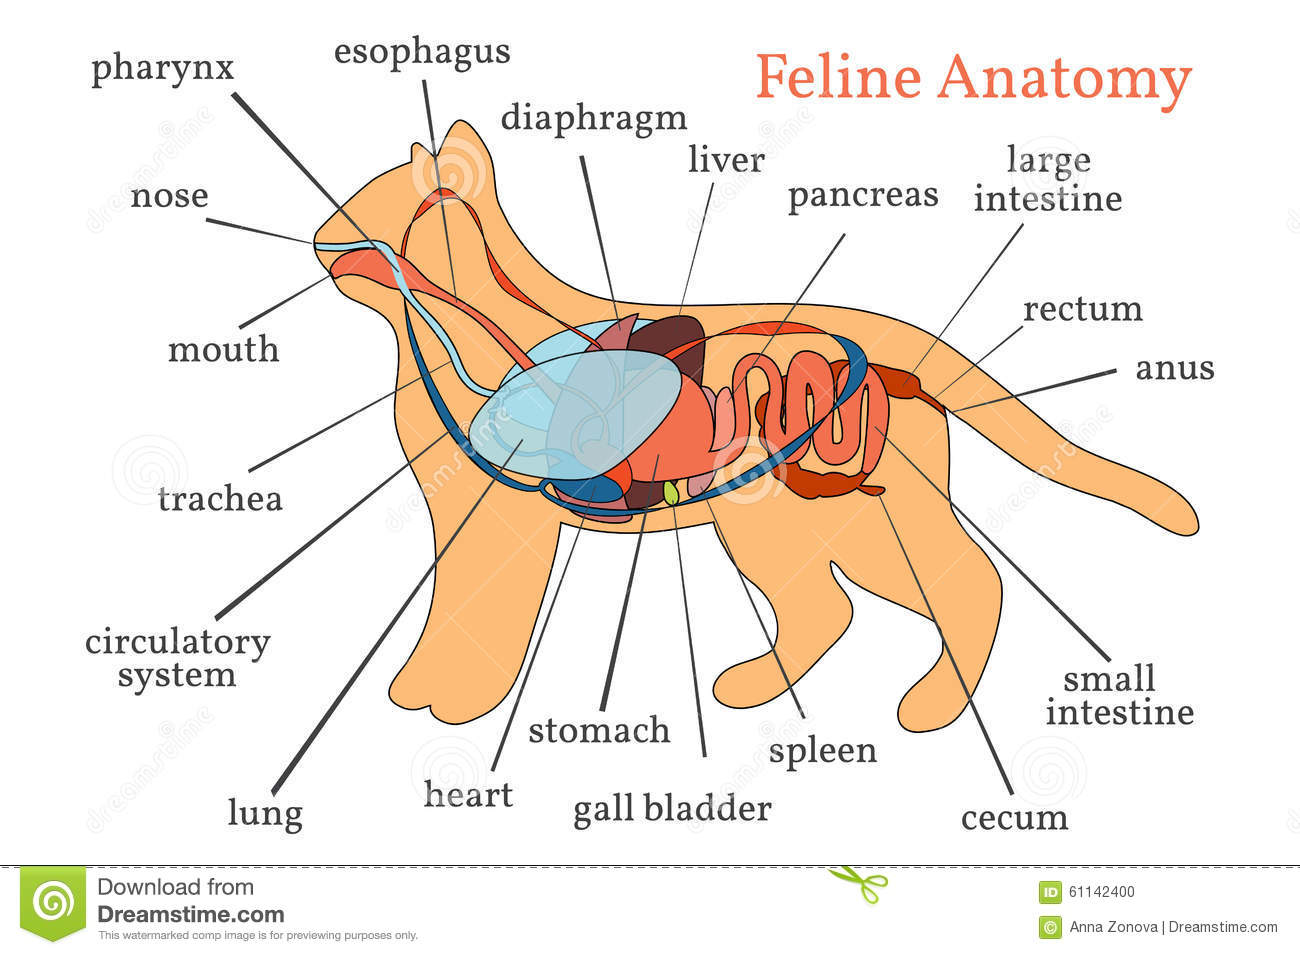 Feline Anatomy
pharynx
esophagus
diaphragm
liver
pancreas
large
intestine
nose
rectum
mouth
anus
trachea
circulatory
system
small
intestine
stomach
spleen
heart
gall bladder
lung
cecum
dreamstime
Download from
Dreamstime.com
This watermarked comp image is for previewing purposes only.
ID 61142400
© Anna Zonova | Dreamstime.com